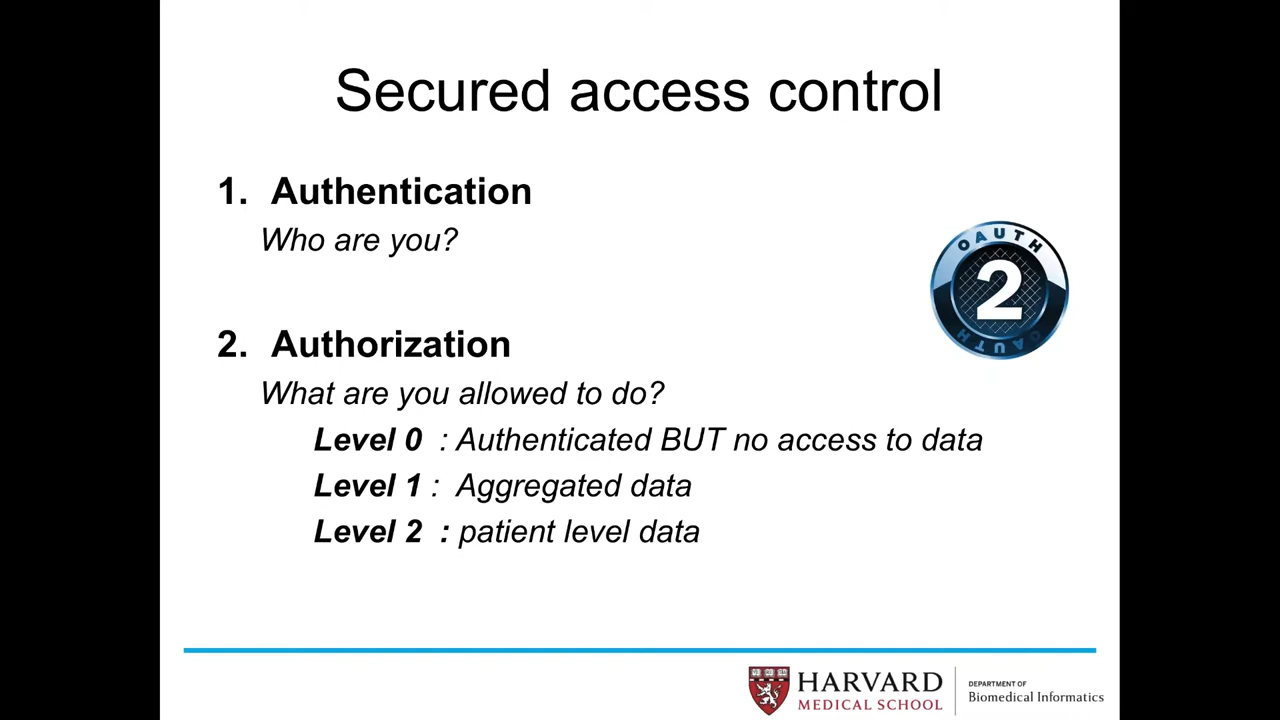 Secured access control
1. Authentication
Who are you?
OAUTH
2
OAUTH
2. Authorization
What are you allowed to do?
Level 0 : Authenticated BUT no access to data
Level 1 : Aggregated data
Level 2 : patient level data
HARVARD
MEDICAL SCHOOL
DEPARTMENT OF
Biomedical Informatics